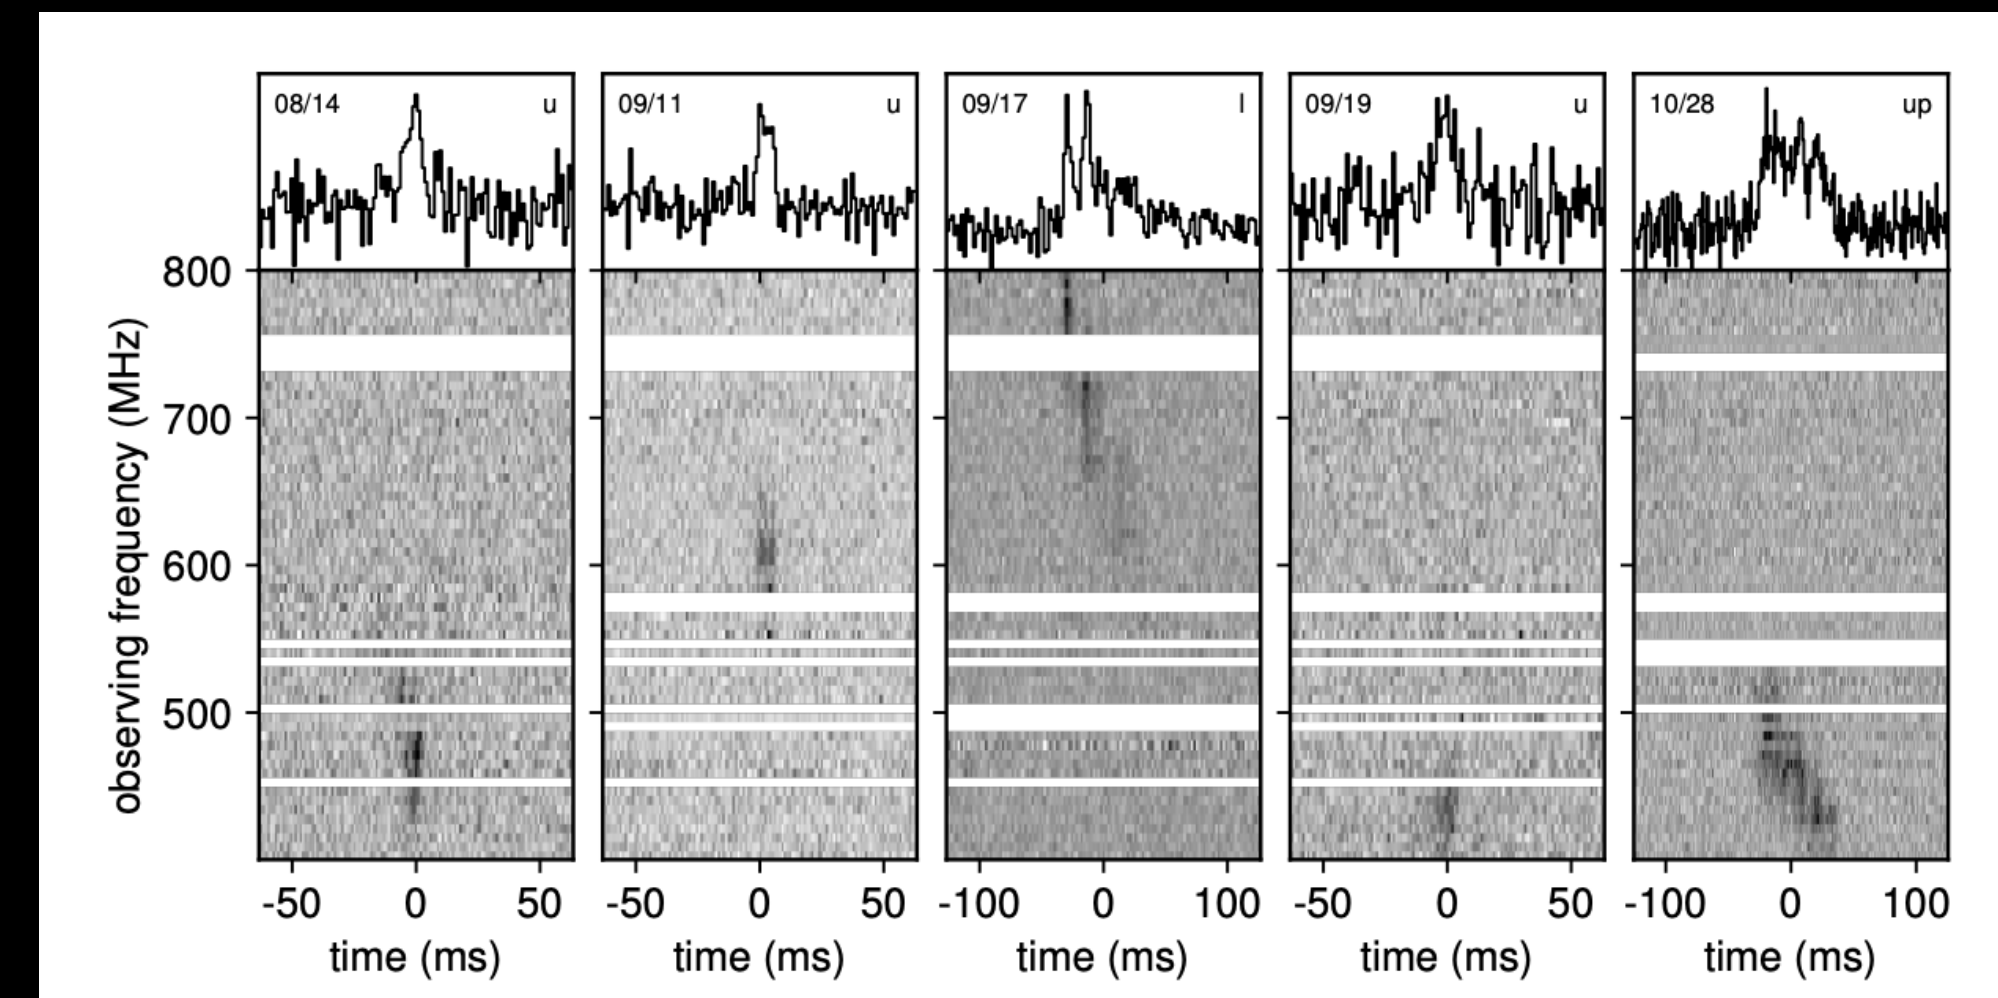 08/14 u
09/11 u
09/17 l
09/19 u
10/28 up
observing frequency (MHz)
800
700
600
500
-50 0 50
-50 0 50
-100 0 100
-50 0 50
-100 0 100
time (ms)
time (ms)
time (ms)
time (ms)
time (ms)